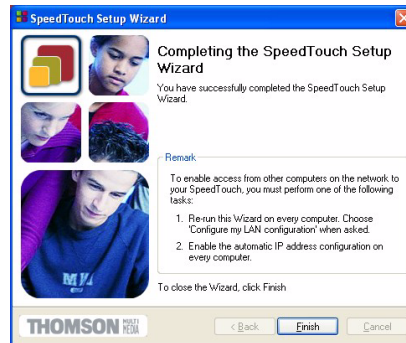 SpeedTouch Setup Wizard
Completing the SpeedTouch Setup
Wizard
You have successfully completed the SpeedTouch Setup
Wizard.
Remark
To enable access from other computers on the network to
your SpeedTouch, you must perform one of the following
tasks:
1. Re-run this Wizard on every computer. Choose
'Configure my LAN configuration' when asked.
2. Enable the automatic IP address configuration on
every computer.
To close the Wizard, click Finish
THOMSON MULTI
MEDIA
< Back Finish Cancel